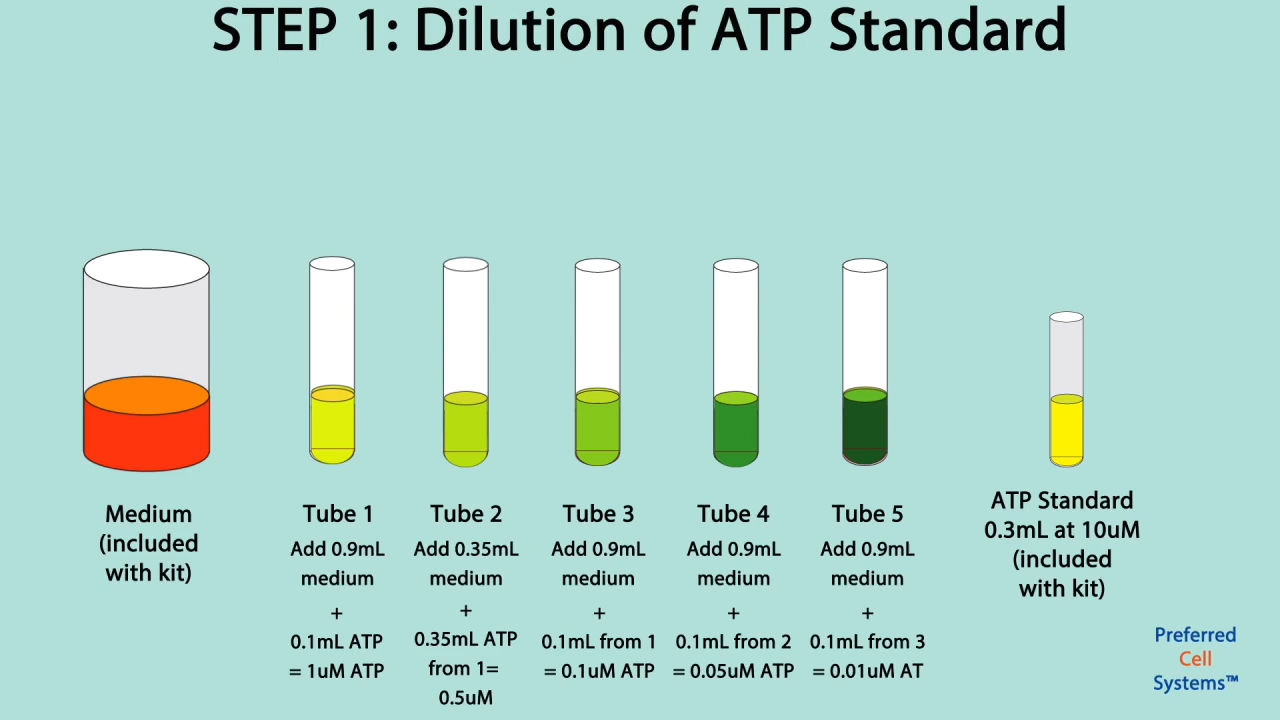 STEP 1: Dilution of ATP Standard
Medium
(included
with kit)
Tube 1
Add 0.9mL
medium
+
0.1mL ATP
= 1uM ATP
Tube 2
Add 0.35mL
medium
+
0.35mL ATP
from 1=
0.5uM
Tube 3
Add 0.9mL
medium
+
0.1mL from 1
= 0.1uM ATP
Tube 4
Add 0.9mL
medium
+
0.1mL from 2
= 0.05uM ATP
Tube 5
Add 0.9mL
medium
+
0.1mL from 3
= 0.01uM AT
ATP Standard
0.3mL at 10uM
(included
with kit)
Preferred
Cell
Systems™